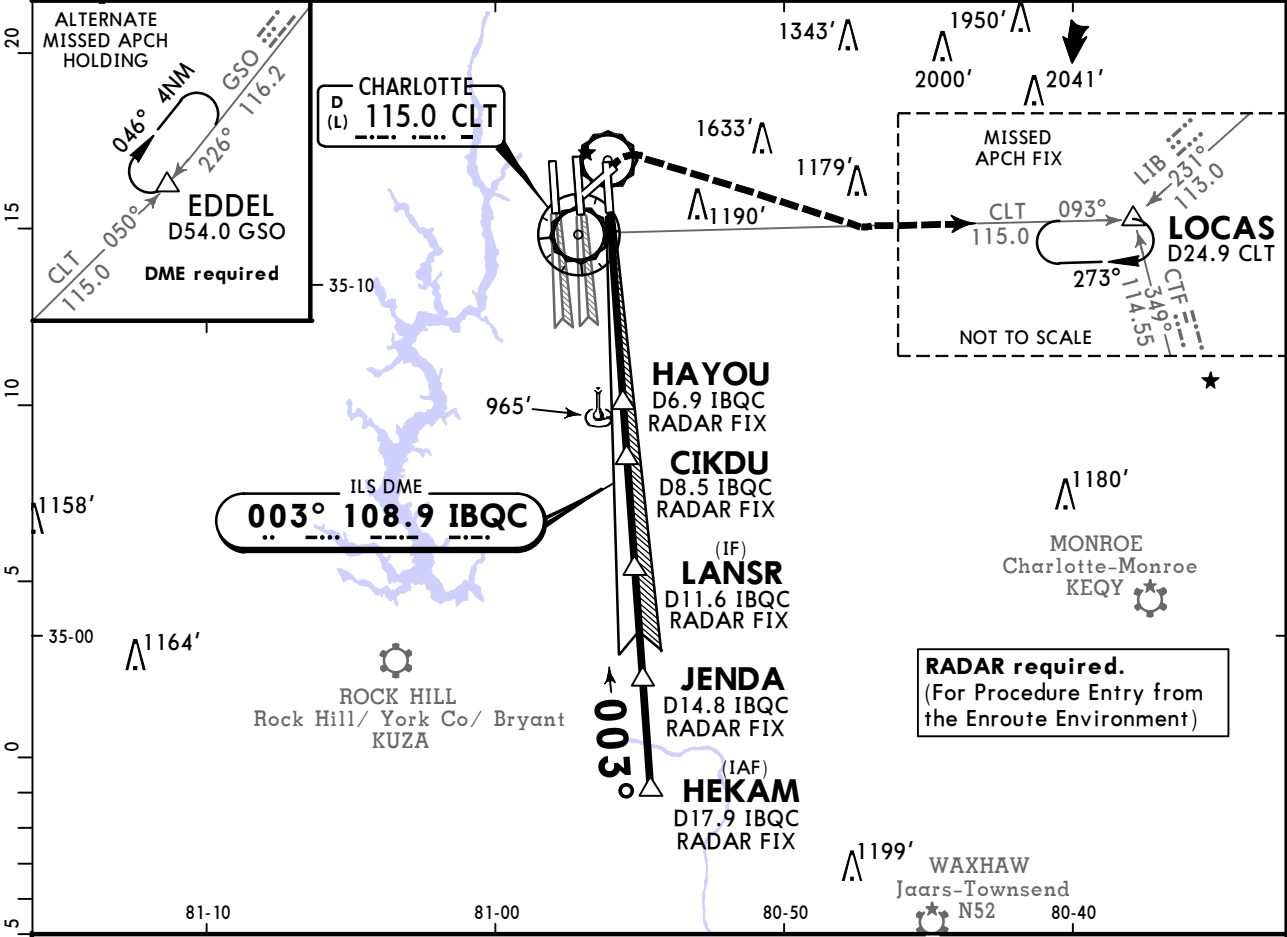 ALTERNATE
MISSED APCH
HOLDING
046° 4NM
GSO
116.2
226°
EDDEL
D54.0 GSO
CLT
115.0
050°
DME required
CHARLOTTE
D
(L) 115.0 CLT
35-10
20
15
10
5
0
5
1343'
1950'
2000'
2041'
1633'
1179'
1190'
MISSED
APCH FIX
LIB
231°
113.0
CLT
115.0
093°
273°
LOCAS
D24.9 CLT
CTF
349°
114.55
NOT TO SCALE
HAYOU
D6.9 IBQC
RADAR FIX
965'
CIKDU
D8.5 IBQC
RADAR FIX
ILS DME
003° 108.9 IBQC
1158'
1180'
(IF)
LANSR
D11.6 IBQC
RADAR FIX
MONROE
Charlotte-Monroe
KEQY
35-00
1164'
JENDA
D14.8 IBQC
RADAR FIX
RADAR required.
(For Procedure Entry from
the Enroute Environment)
ROCK HILL
Rock Hill/ York Co/ Bryant
KUZA
003°
(IAF)
HEKAM
D17.9 IBQC
RADAR FIX
1199'
WAXHAW
Jaars-Townsend
N52
81-10
81-00
80-50
80-40